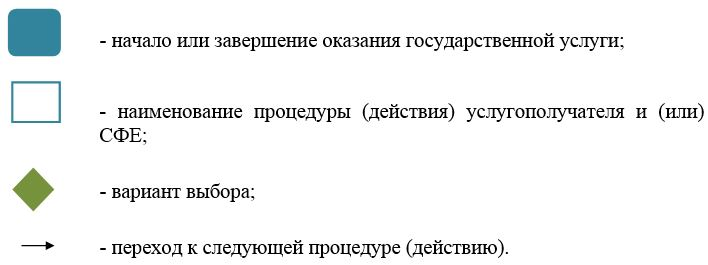 - начало или завершение оказания государственной услуги;
- наименование процедуры (действия) услугополучателя и (или)
СФЕ;
- вариант выбора;
- переход к следующей процедуре (действию).